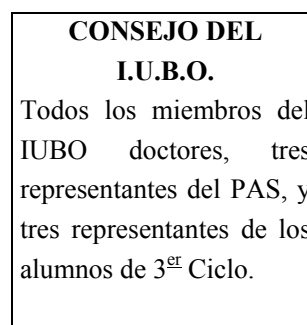 CONSEJO DEL
I.U.B.O.
Todos los miembros del
IUBO doctores, tres
representantes del PAS, y
tres representantes de los
alumnos de 3er Ciclo.